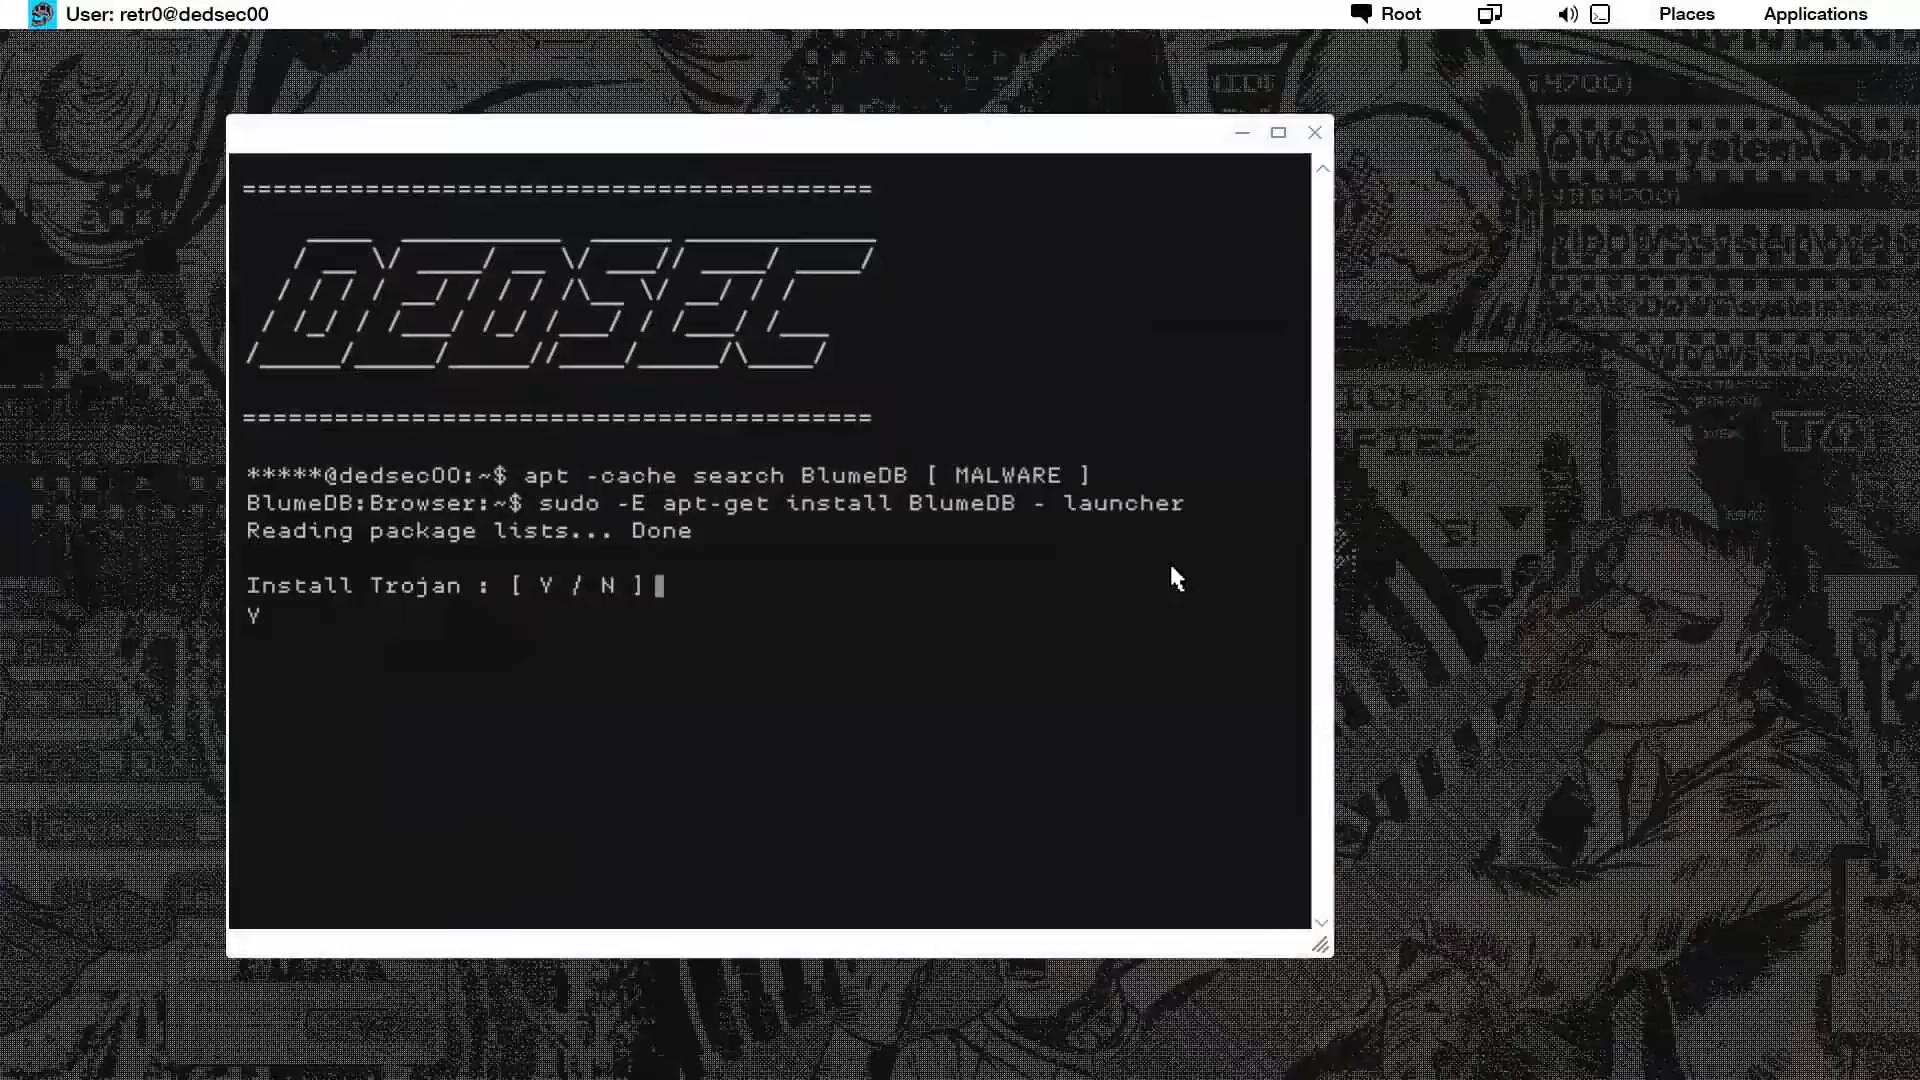 User: retr0@dedsec00
Root
Places
Applications
=========================================
DEDSEC
=========================================
*****@dedsec00:~$ apt -cache search BlumeDB [ MALWARE ]
BlumeDB:Browser:~$ sudo -E apt-get install BlumeDB - launcher
Reading package lists... Done
Install Trojan : [ Y / N ]
Y